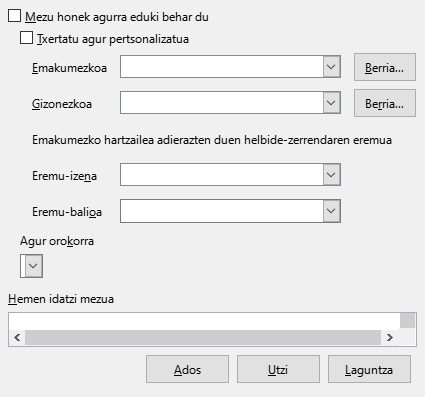 Mezu honek agurra eduki behar du
Txertatu agur pertsonalizatua
Emakumezkoa
Berria...
Gizonezkoa
Berria...
Emakumezko hartzailea adierazten duen helbide-zerrendaren eremua
Eremu-izena
Eremu-balioa
Agur orokorra
Hemen idatzi mezua
Ados
Utzi
Laguntza